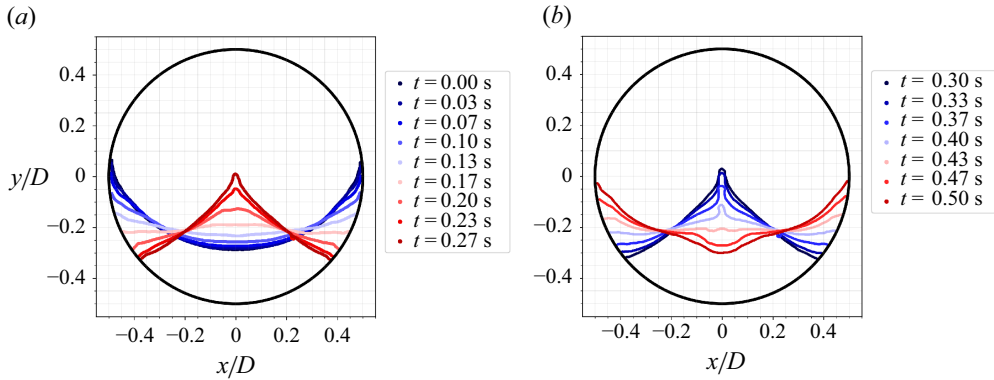 (a)
(b)
0.4
0.2
0
−0.2
−0.4
y/D
−0.4 −0.2 0 0.2 0.4
x/D
t = 0.00 s
t = 0.03 s
t = 0.07 s
t = 0.10 s
t = 0.13 s
t = 0.17 s
t = 0.20 s
t = 0.23 s
t = 0.27 s
0.4
0.2
0
−0.2
−0.4
−0.4 −0.2 0 0.2 0.4
x/D
t = 0.30 s
t = 0.33 s
t = 0.37 s
t = 0.40 s
t = 0.43 s
t = 0.47 s
t = 0.50 s